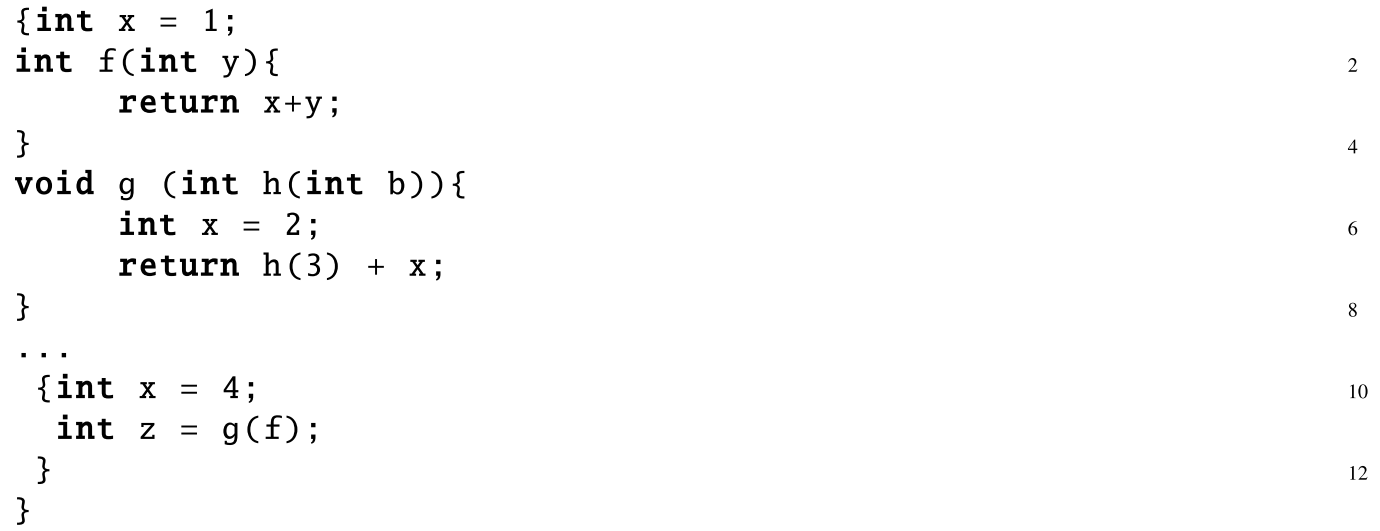 {int x = 1;
int f(int y){ 2
return x+y;
} 4
void g (int h(int b)){
int x = 2; 6
return h(3) + x;
} 8
...
{int x = 4; 10
int z = g(f);
} 12
}